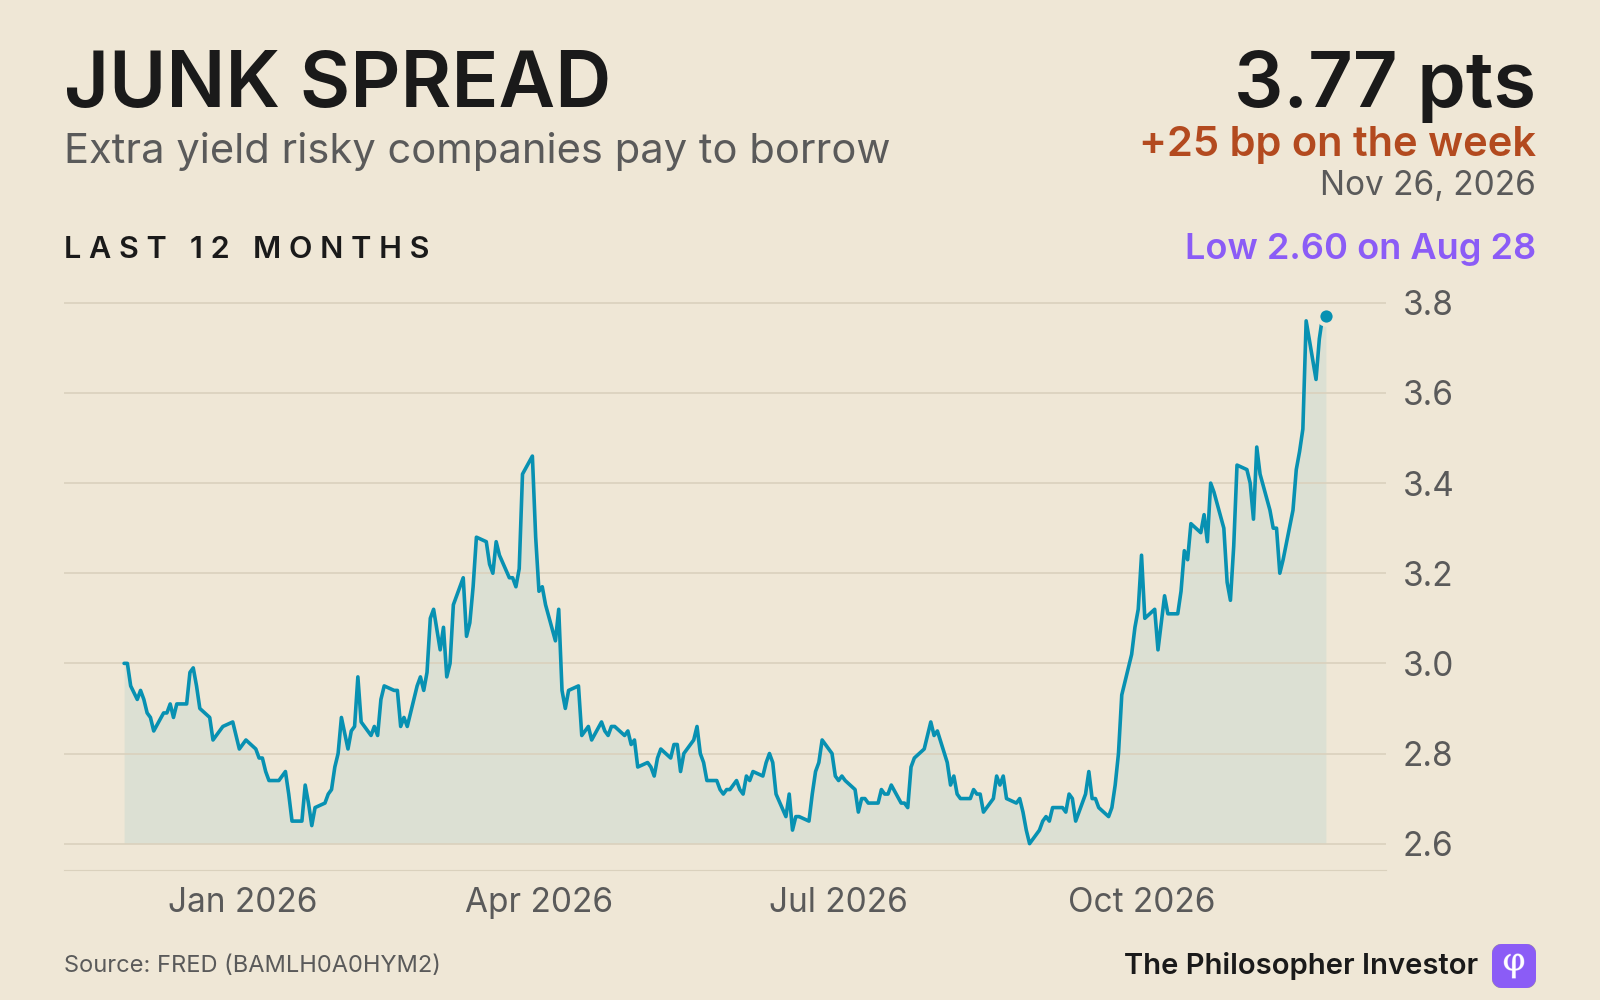 JUNK SPREAD
3.77 pts
Extra yield risky companies pay to borrow
+25 bp on the week
Nov 26, 2026
LAST 12 MONTHS
Low 2.60 on Aug 28
3.8
3.6
3.4
3.2
3.0
2.8
2.6
Jan 2026 Apr 2026 Jul 2026 Oct 2026
Source: FRED (BAMLH0A0HYM2)
The Philosopher Investor φ